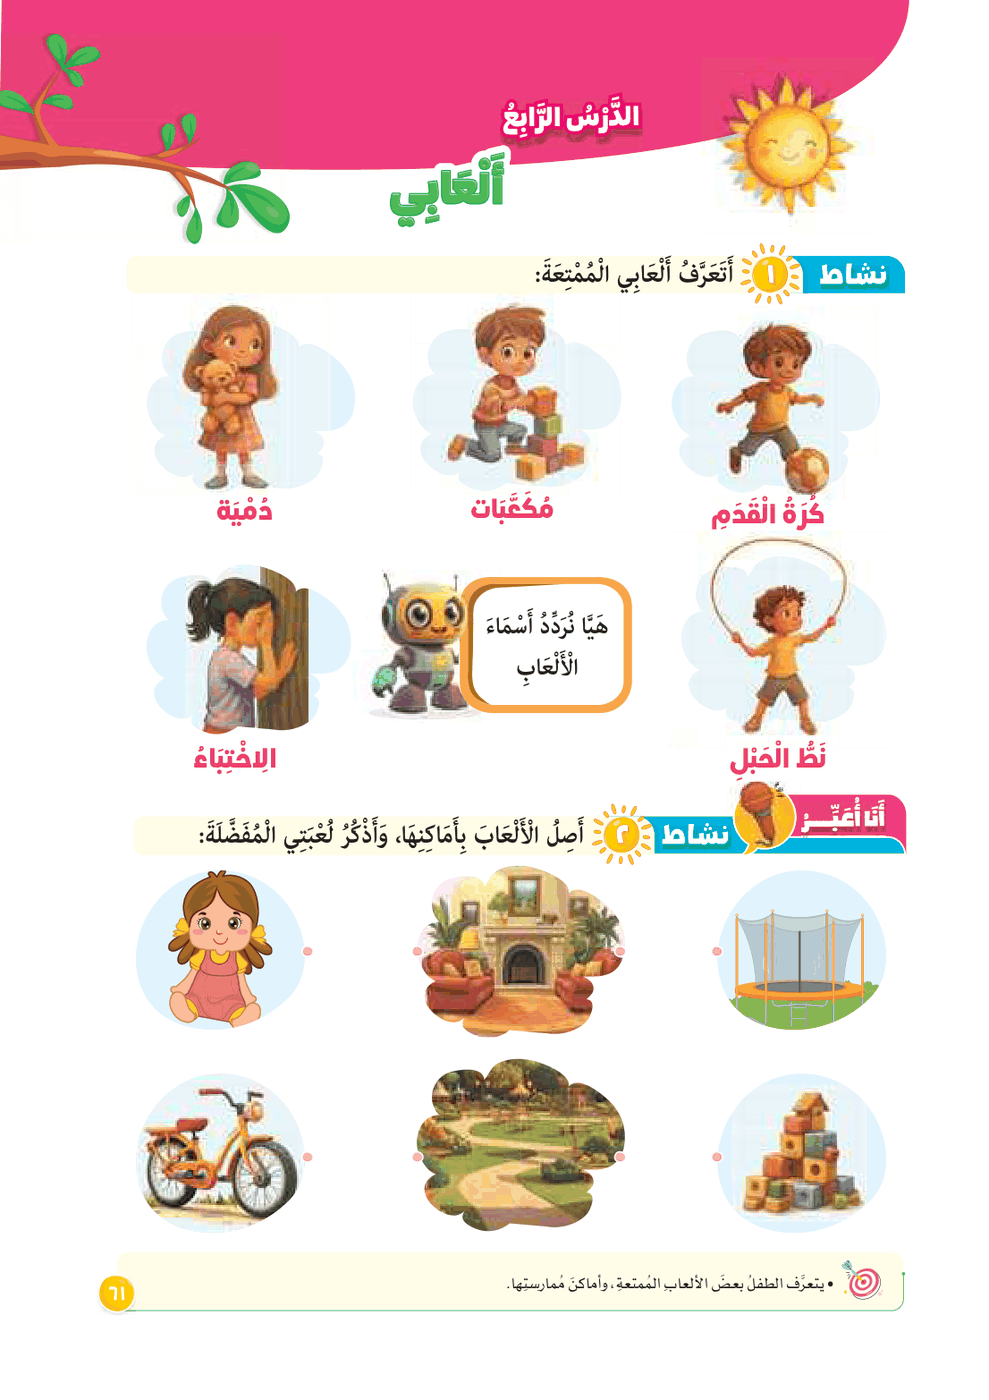 الدَّرْسُ الرَّابِعُ
أَلْعَابِي
نشاط ١ أَتَعَرَّفُ أَلْعَابِي الْمُمْتِعَةَ:
كُرَةُ الْقَدَمِ
مُكَعَّبَات
دُمْيَة
هَيَّا نُرَدِّدُ أَسْمَاءَ
الْأَلْعَابِ
نَطُّ الْحَبْلِ
الِاخْتِبَاءُ
أَنَا أُعَبِّرُ
نشاط ٢ أَصِلُ الْأَلْعَابَ بِأَمَاكِنِهَا، وَأَذْكُرُ لُعْبَتِي الْمُفَضَّلَةَ:
• يتعرَّف الطفلُ بعضَ الألعابِ المُمتعةِ، وأماكنَ مُمارستِها.
٦١